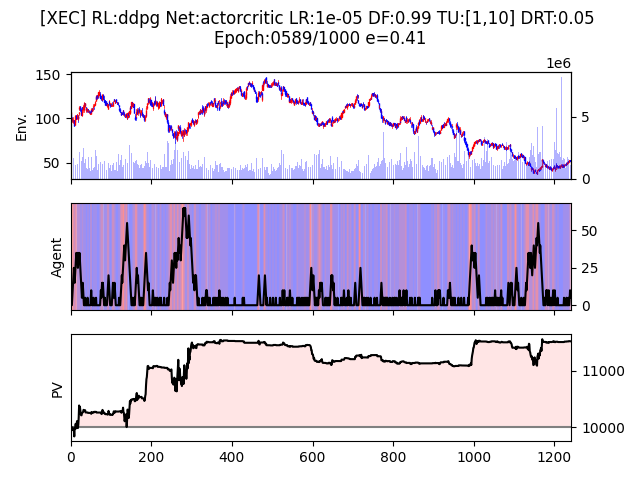 [XEC] RL:ddpg Net:actorcritic LR:1e-05 DF:0.99 TU:[1,10] DRT:0.05
Epoch:0589/1000 e=0.41
1e6
150
100
50
Env.
5
0
Agent
50
25
0
PV
11000
10000
0
200
400
600
800
1000
1200